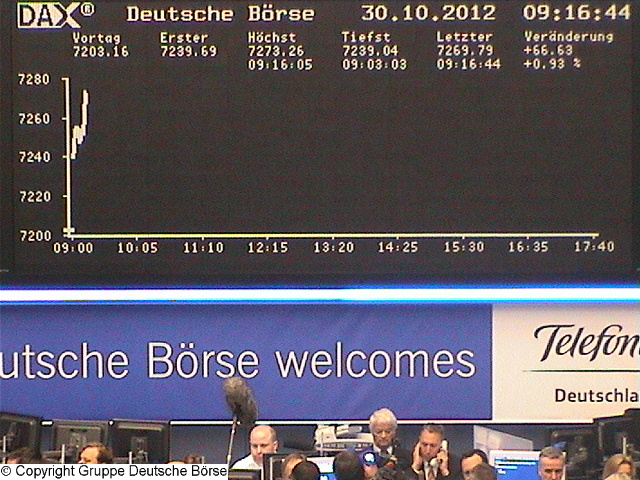 DAX® Deutsche Börse 30.10.2012 09:16:44
Vortag Erster Höchst Tiefst Letzter Veränderung
7203.16 7239.69 7273.26 7239.04 7269.79 +66.63
09:16:05 09:03:03 09:16:44 +0.93 %
7280
7260
7240
7220
7200
09:00 10:05 11:10 12:15 13:20 14:25 15:30 16:35 17:40
utsche Börse welcomes
Telefón
Deutschla
© Copyright Gruppe Deutsche Börse